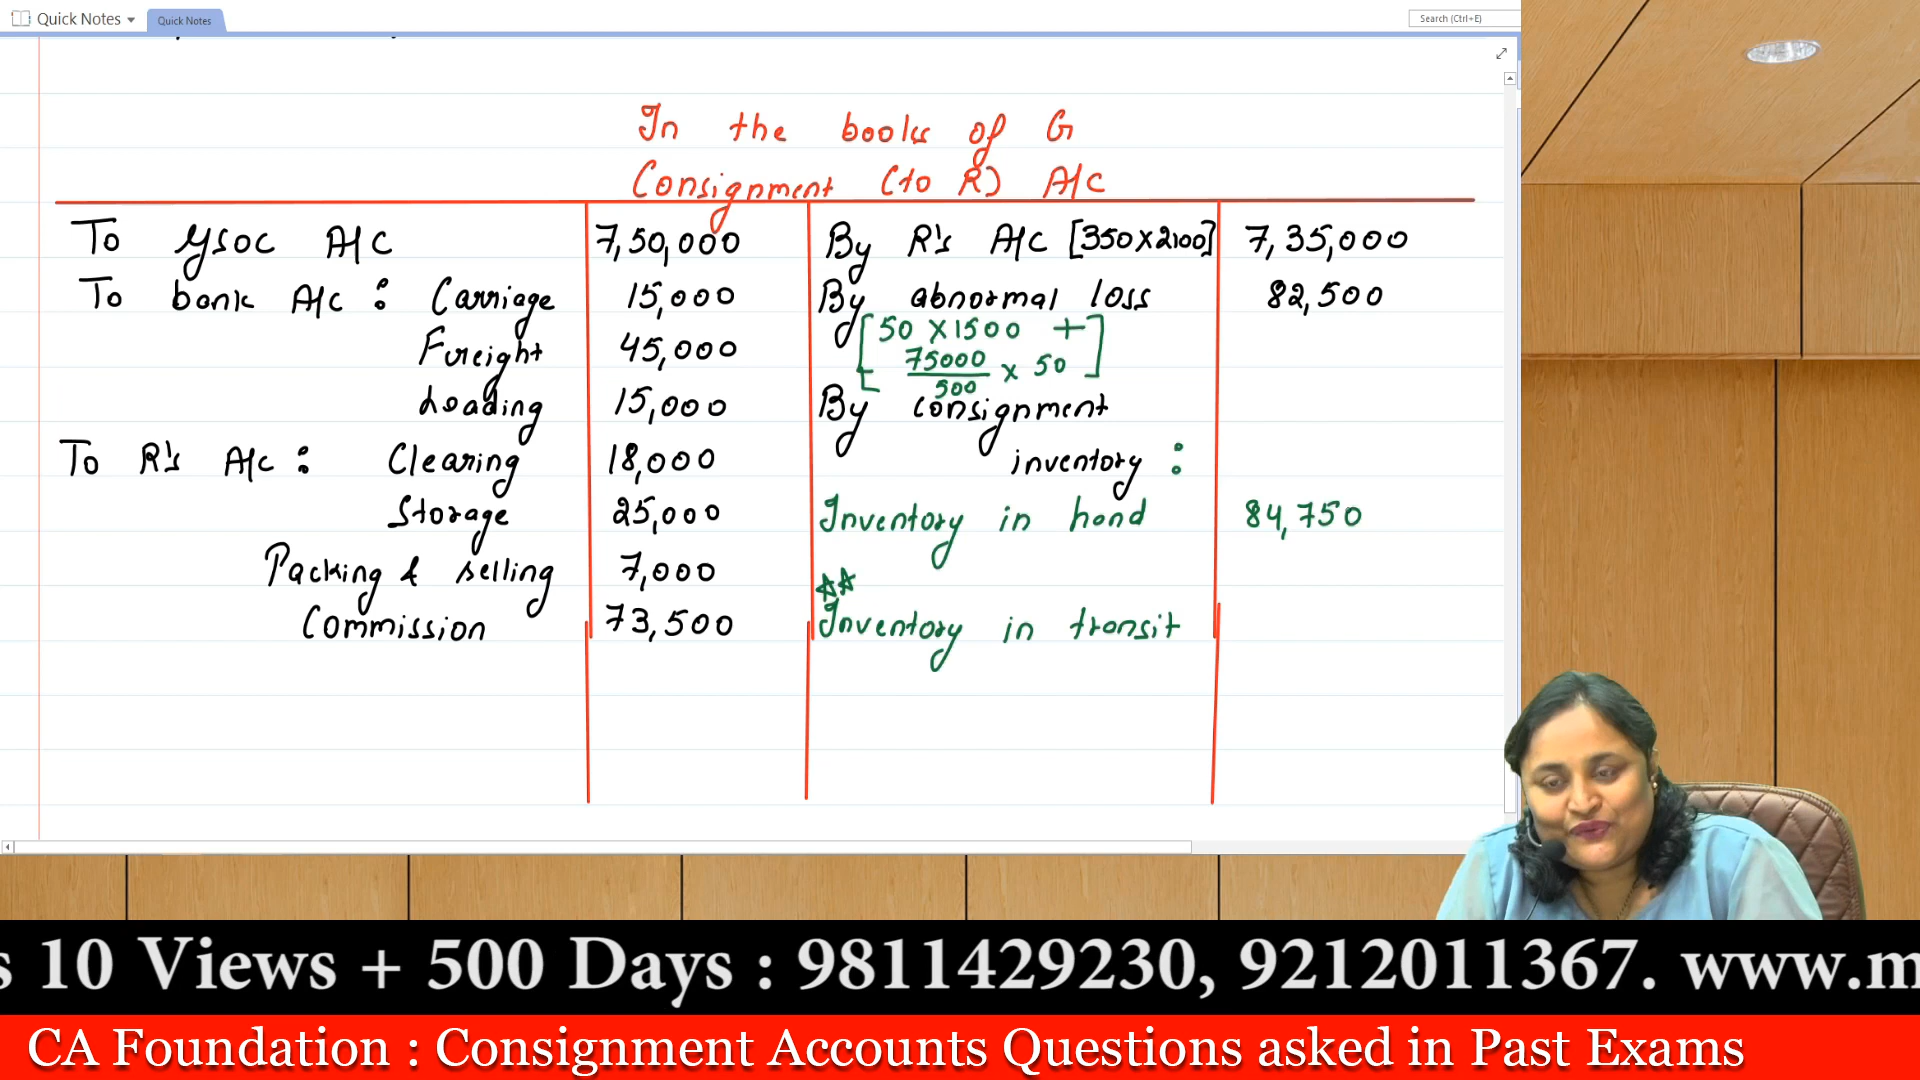 Quick Notes
Quick Notes
Search (Ctrl+E)
In the books of G
Consignment (to R) A/c
To GSOC A/c 7,50,000 By R's A/c [350×2100] 7,35,000
To bank A/c : Carriage 15,000 By abnormal loss 82,500
Freight 45,000 [50 ×1500 +
75000/500 × 50]
Loading 15,000 By consignment
To R's A/c : Clearing 18,000 inventory :
Storage 25,000 Inventory in hand 84,750
Packing & selling 7,000
Commission 73,500 Inventory in transit
s 10 Views + 500 Days : 9811429230, 9212011367. www.m
CA Foundation : Consignment Accounts Questions asked in Past Exams